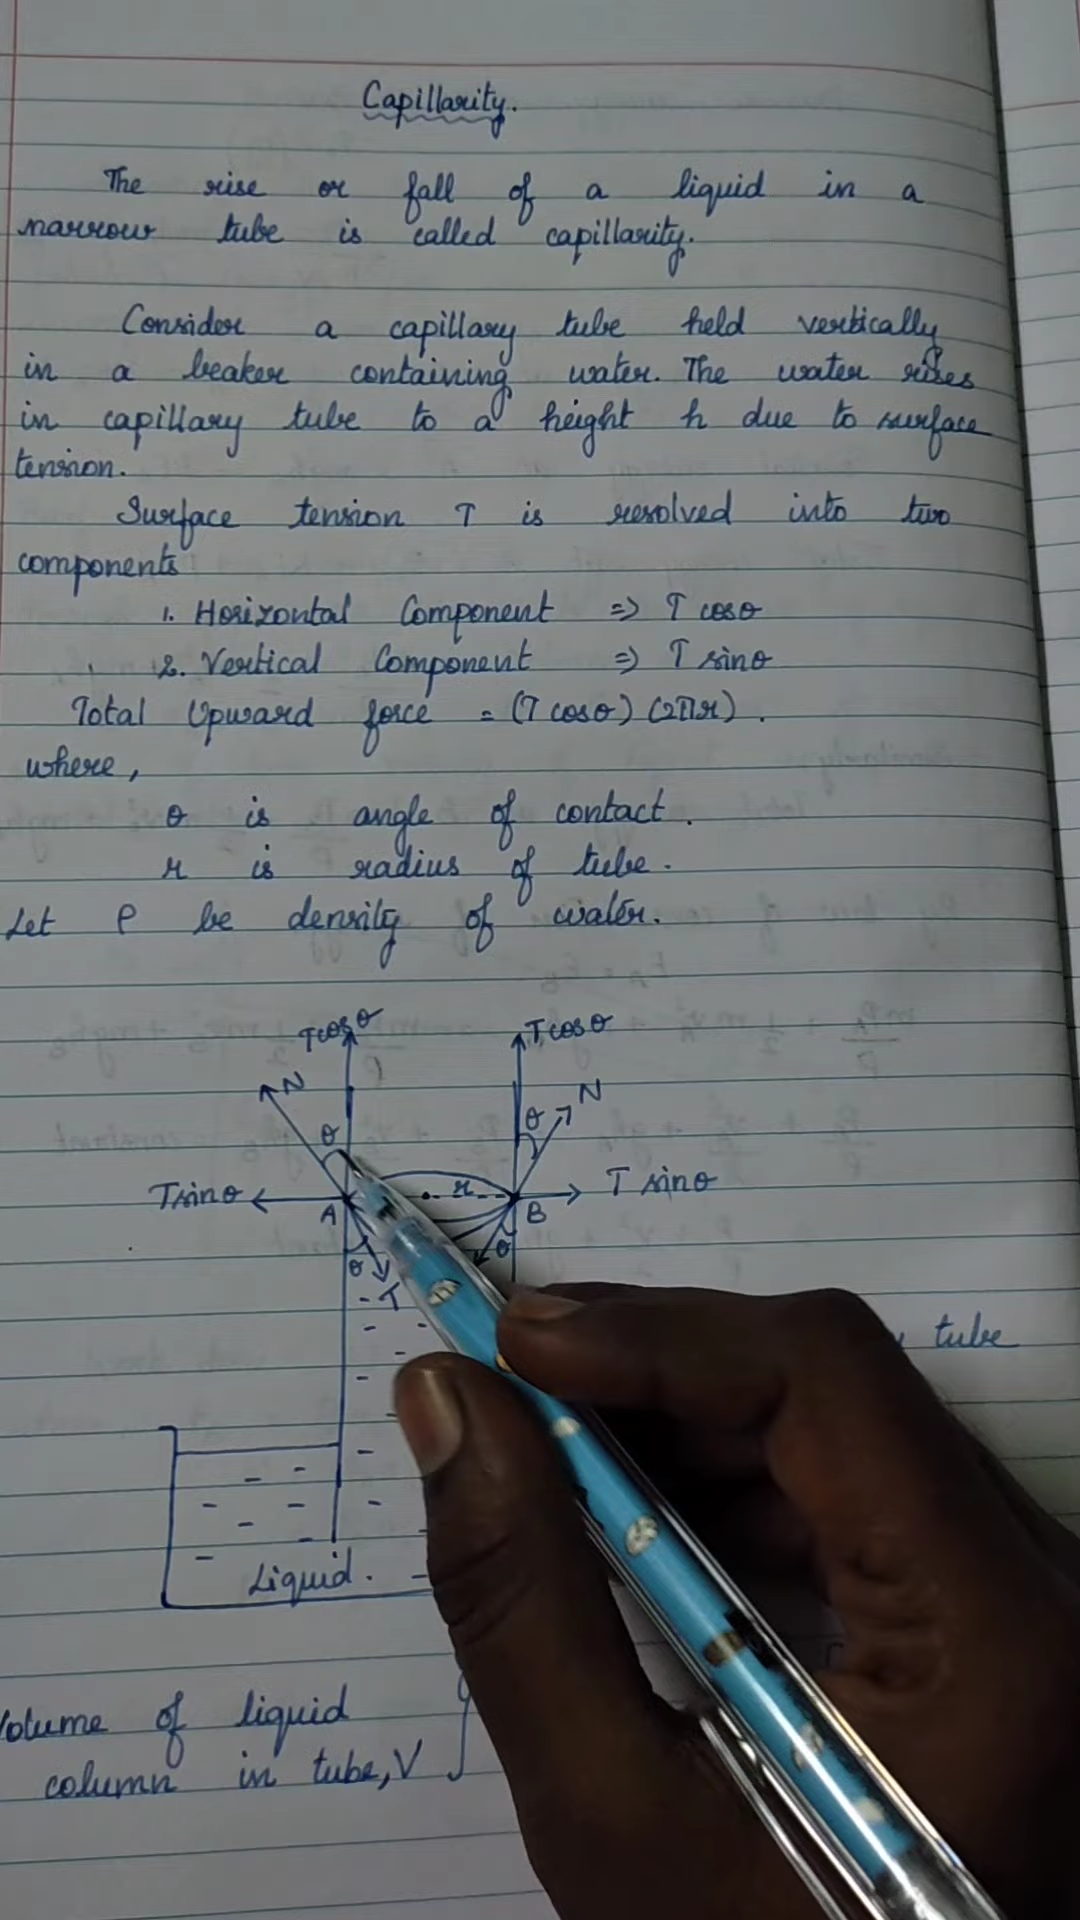 Capillarity.
The rise or fall of a liquid in a
narrow tube is called capillarity.
Consider a capillary tube held vertically
in a beaker containing water. The water rises
in capillary tube to a height h due to surface
tension.
Surface tension T is resolved into two
components
1. Horizontal Component => T cosθ
2. Vertical Component => T sinθ
Total Upward force = (T cosθ) (2πr).
where,
θ is angle of contact.
r is radius of tube.
Let ρ be density of water.
Tcosθ T cosθ
N N
θ θ
Tsinθ r T sinθ
A B
θ θ
T
tube
Liquid.
Volume of liquid
column in tube, V